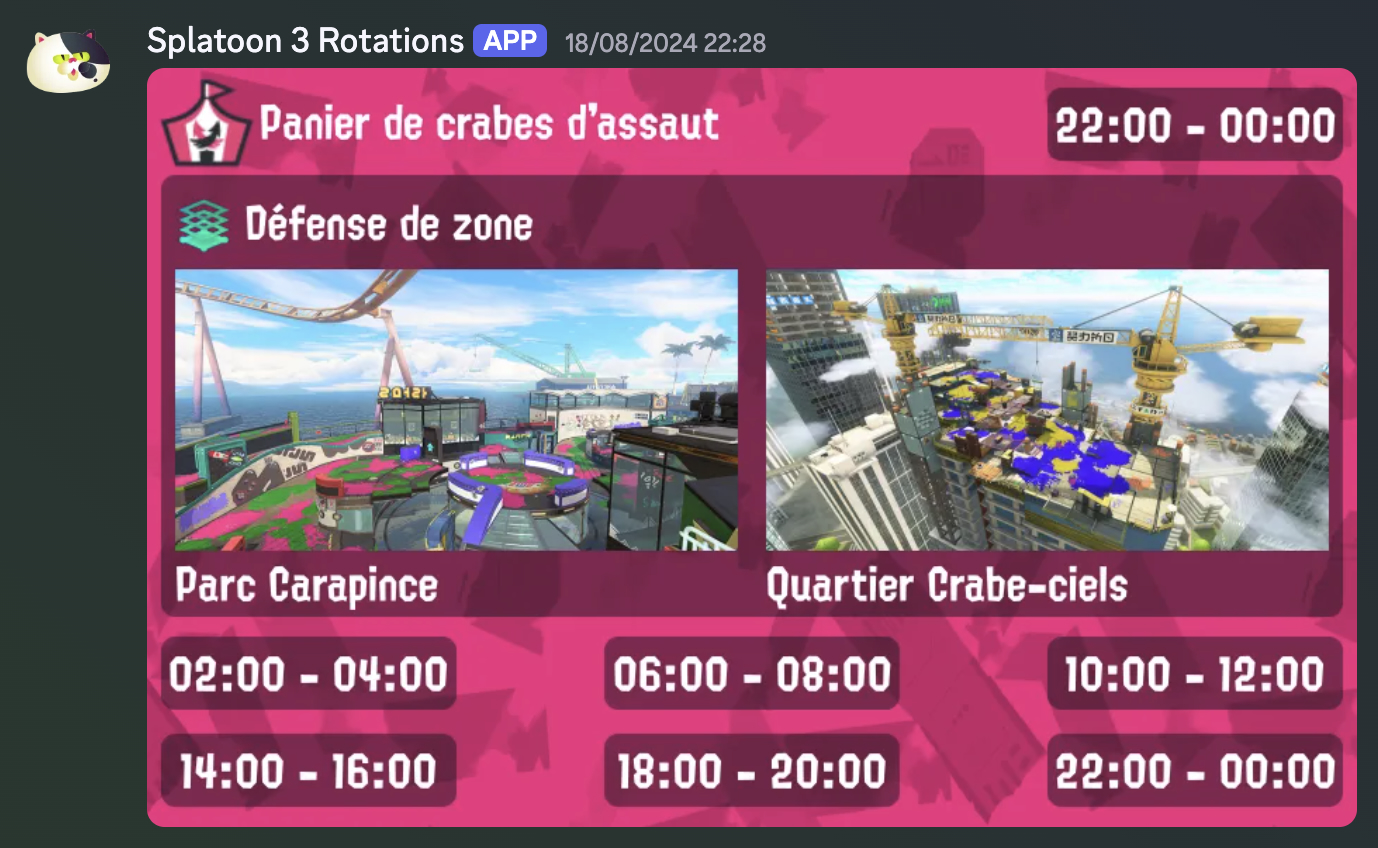 Splatoon 3 Rotations APP 18/08/2024 22:28
Panier de crabes d'assaut 22:00 - 00:00
Défense de zone
Parc Carapince Quartier Crabe-ciels
02:00 - 04:00 06:00 - 08:00 10:00 - 12:00
14:00 - 16:00 18:00 - 20:00 22:00 - 00:00